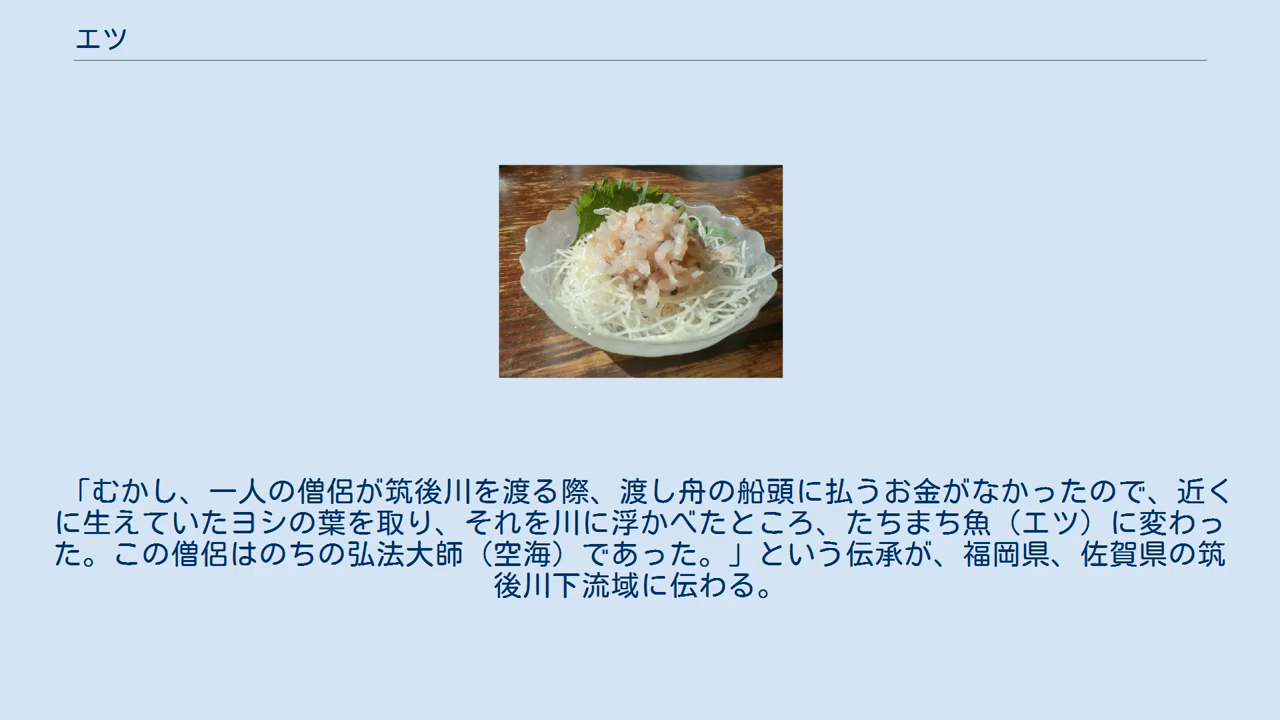 エツ
「むかし、一人の僧侶が筑後川を渡る際、渡し舟の船頭に払うお金がなかったので、近く
に生えていたヨシの葉を取り、それを川に浮かべたところ、たちまち魚（エツ）に変わっ
た。この僧侶はのちの弘法大師（空海）であった。」という伝承が、福岡県、佐賀県の筑
後川下流域に伝わる。